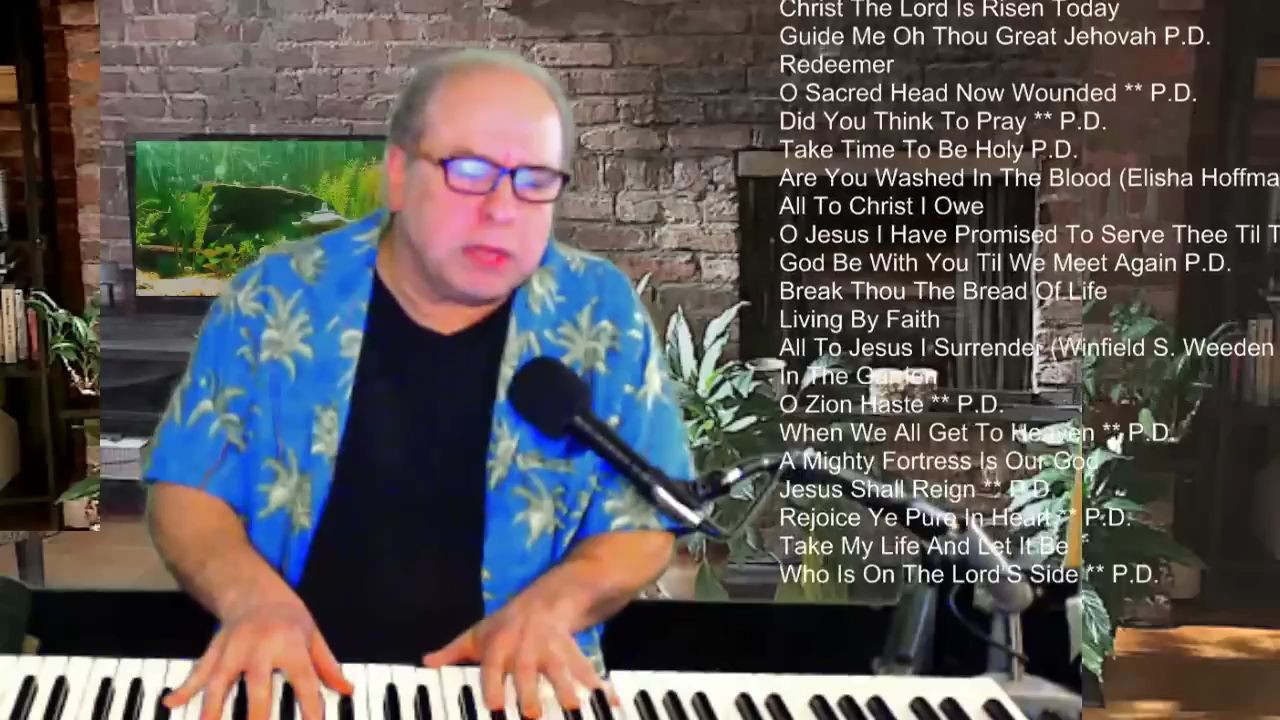 Christ The Lord Is Risen Today
Guide Me Oh Thou Great Jehovah P.D.
Redeemer
O Sacred Head Now Wounded ** P.D.
Did You Think To Pray ** P.D.
Take Time To Be Holy P.D.
Are You Washed In The Blood (Elisha Hoffma
All To Christ I Owe
O Jesus I Have Promised To Serve Thee Til T
God Be With You Til We Meet Again P.D.
Break Thou The Bread Of Life
Living By Faith
All To Jesus I Surrender (Winfield S. Weeden
In The Garden
O Zion Haste ** P.D.
When We All Get To Heaven ** P.D.
A Mighty Fortress Is Our God
Jesus Shall Reign ** P.D
Rejoice Ye Pure In Heart ** P.D.
Take My Life And Let It Be
Who Is On The Lord'S Side ** P.D.